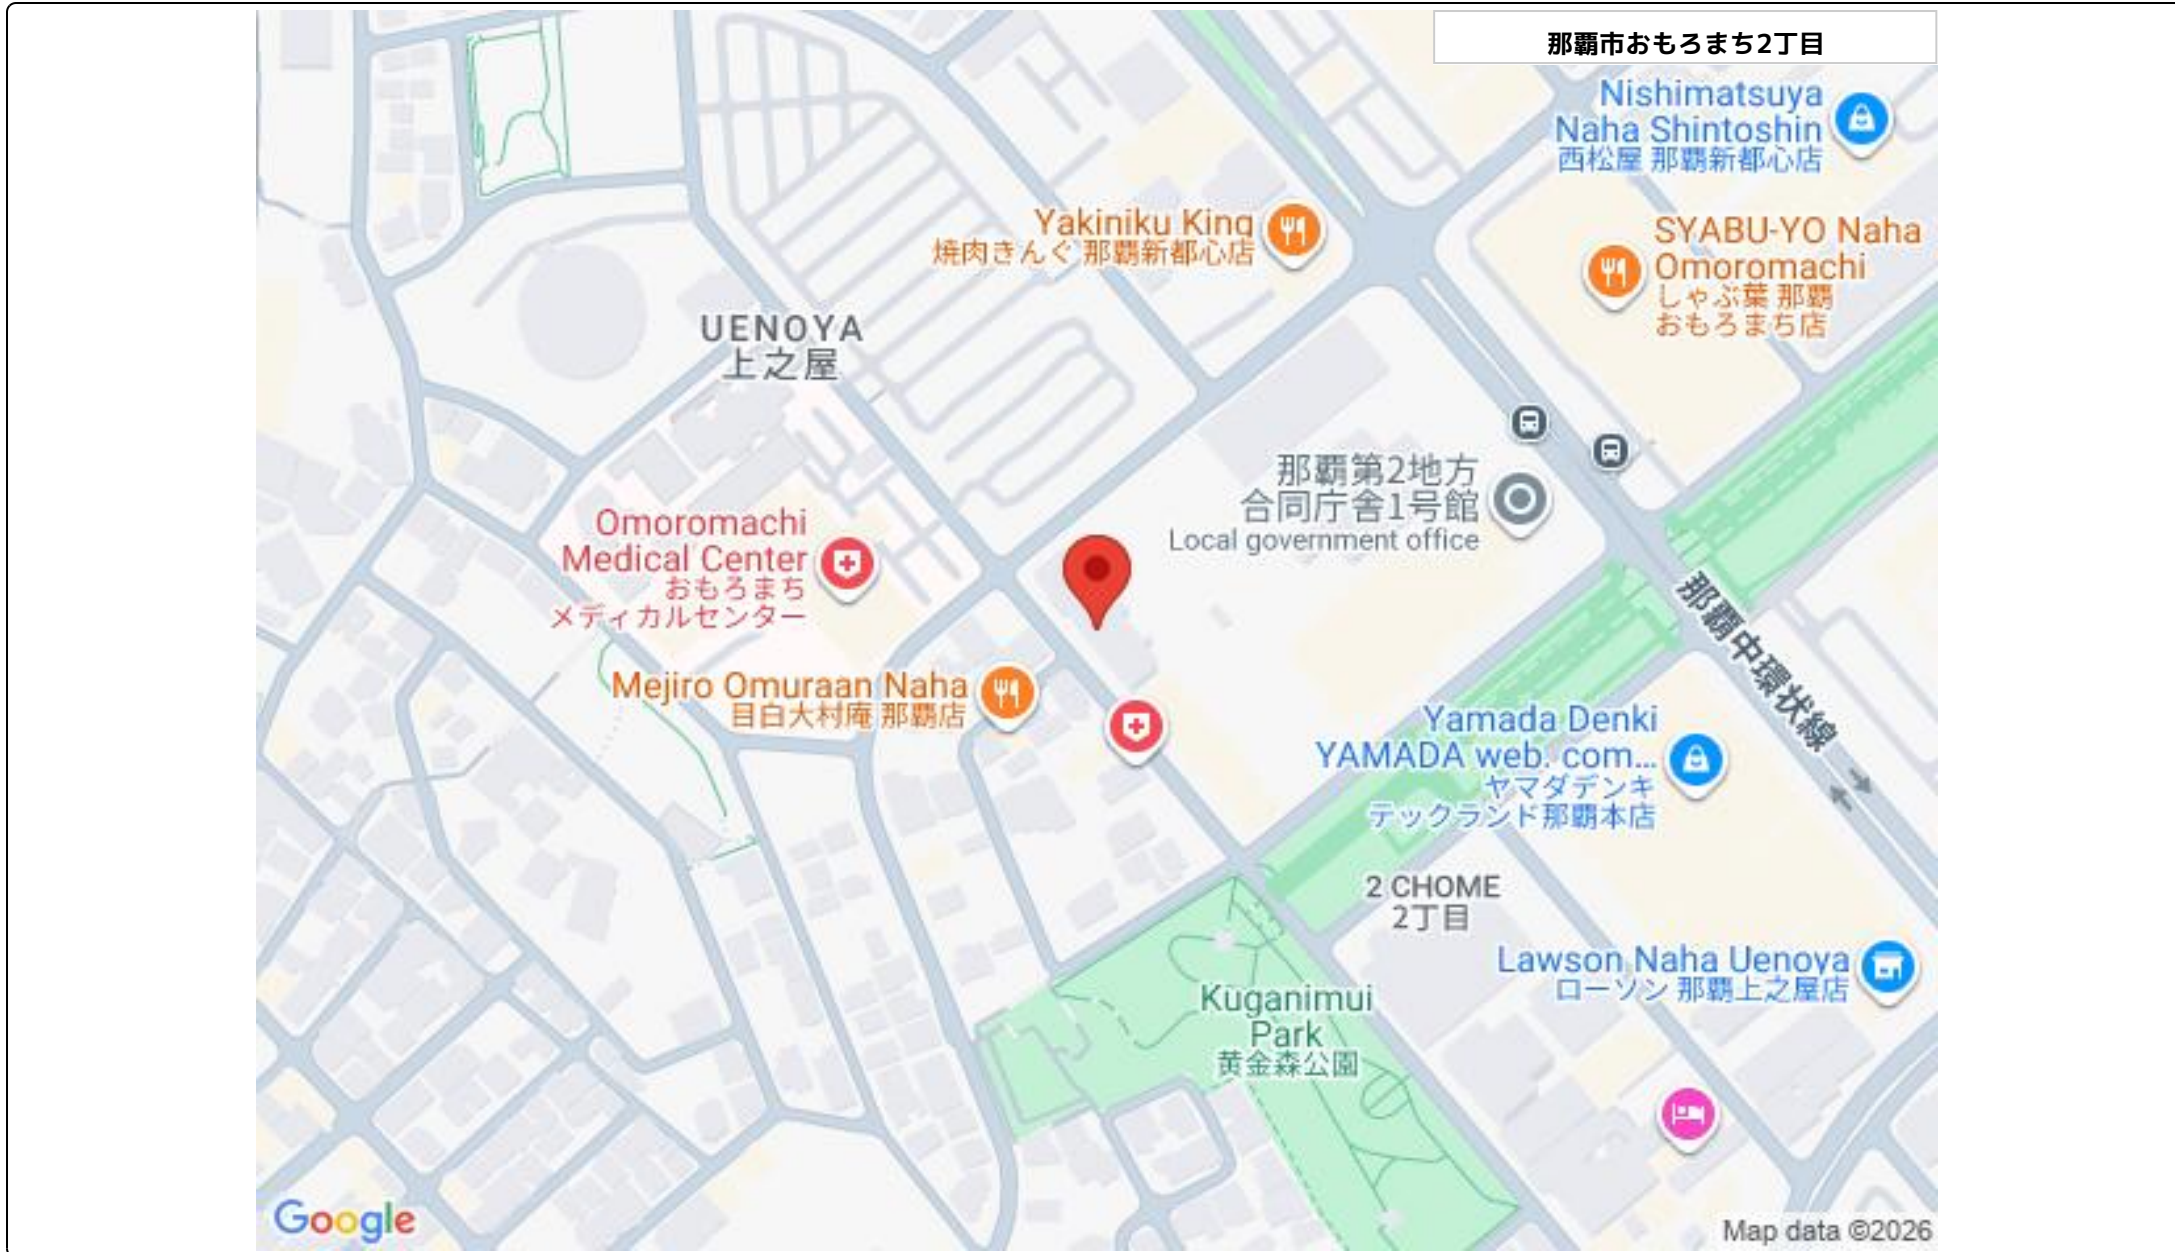 那覇市おもろまち2丁目
Nishimatsuya
Naha Shintoshin
西松屋 那覇新都心店
Yakiniku King
焼肉きんぐ 那覇新都心店
SYABU-YO Naha
Omoromachi
しゃぶ葉 那覇
おもろまち店
UENOYA
上之屋
那覇第2地方
合同庁舎1号館
Local government office
Omoromachi
Medical Center
おもろまち
メディカルセンター
那覇中環状線
Mejiro Omuraan Naha
目白大村庵 那覇店
Yamada Denki
YAMADA web. com...
ヤマダデンキ
テックランド那覇本店
2 CHOME
2丁目
Lawson Naha Uenoya
ローソン 那覇上之屋店
Kuganimui
Park
黄金森公園
Google
Map data ©2026